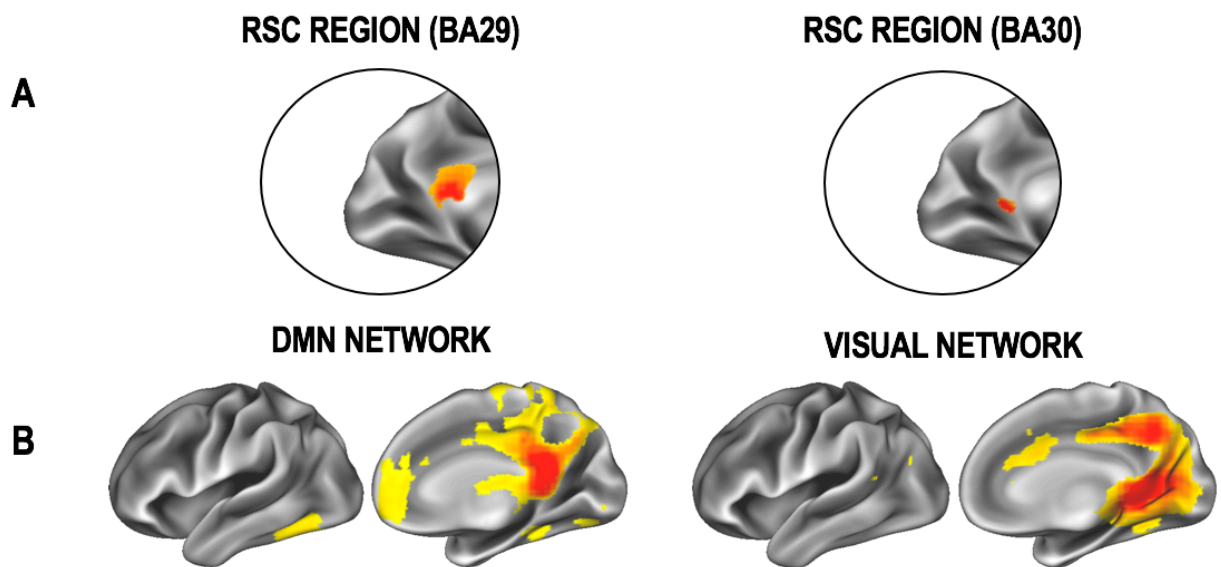 RSC REGION (BA29)
RSC REGION (BA30)
A
DMN NETWORK
VISUAL NETWORK
B